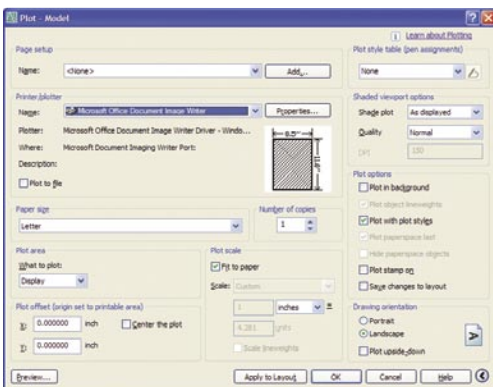 Plot - Model
Learn about Plotting
Page setup
Name: <None> Add...
Plot style table (pen assignments)
None
Printer/plotter
Name: Microsoft Office Document Image Writer Properties...
Plotter: Microsoft Office Document Image Writer Driver - Windo...
Where: Microsoft Document Imaging Writer Port:
Description:
Plot to file
8.5"
11.0"
Shaded viewport options
Shade plot As displayed
Quality Normal
DPI 150
Paper size
Letter
Number of copies
1
Plot options
Plot in background
Plot object lineweights
Plot with plot styles
Plot paperspace last
Hide paperspace objects
Plot stamp on
Save changes to layout
Plot area
What to plot:
Display
Plot scale
Fit to paper
Scale: Custom
1 inches =
4.281 units
Scale lineweights
Plot offset (origin set to printable area)
0.000000 inch Center the plot
0.000000 inch
Drawing orientation
Portrait
Landscape
Plot upside-down
A
Preview... Apply to Layout OK Cancel Help